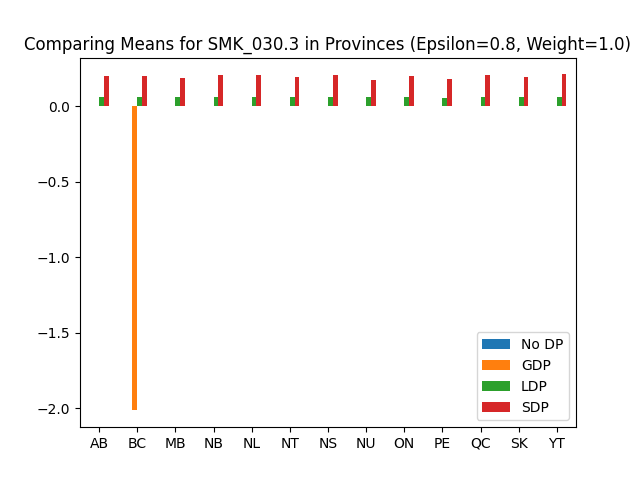 Comparing Means for SMK_030.3 in Provinces (Epsilon=0.8, Weight=1.0)
0.0
−0.5
−1.0
−1.5
−2.0
No DP
GDP
LDP
SDP
AB BC MB NB NL NT NS NU ON PE QC SK YT